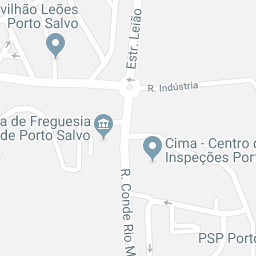 vilhão Leões
Porto Salvo
Estr. Leião
R. Indústria
a de Freguesia
de Porto Salvo
Cima - Centro d
Inspeções Port
R. Conde Rio M
PSP Porto